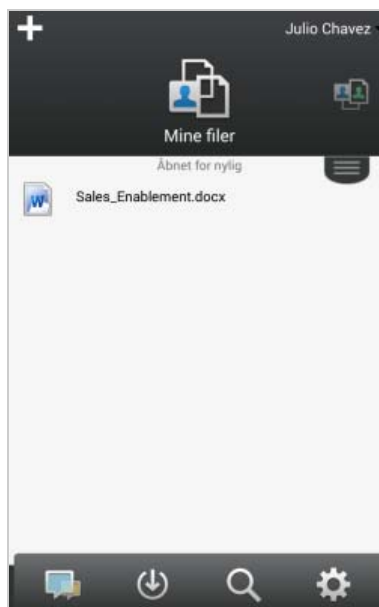 Julio Chavez
Mine filer
Åbnet for nylig
W
Sales_Enablement.docx